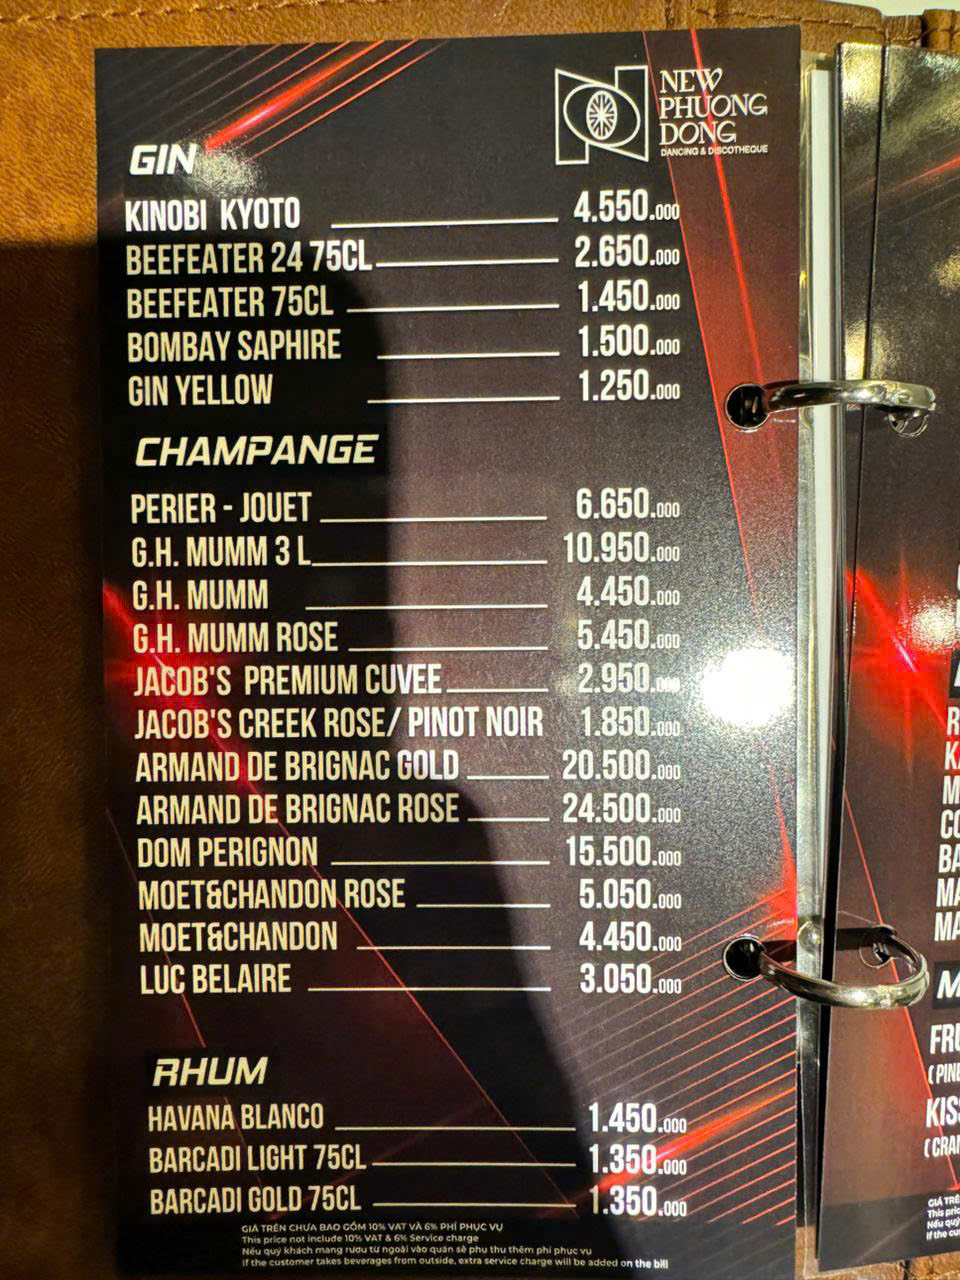 NEW
PHUONG
DONG
DANCING & DISCOTHEQUE
GIN
KINOBI KYOTO 4.550.000
BEEFEATER 24 75CL 2.650.000
BEEFEATER 75CL 1.450.000
BOMBAY SAPHIRE 1.500.000
GIN YELLOW 1.250.000
CHAMPANGE
PERIER - JOUET 6.650.000
G.H. MUMM 3 L 10.950.000
G.H. MUMM 4.450.000
G.H. MUMM ROSE 5.450.000
JACOB'S PREMIUM CUVEE 2.950.000
JACOB'S CREEK ROSE/ PINOT NOIR 1.850.000
ARMAND DE BRIGNAC GOLD 20.500.000
ARMAND DE BRIGNAC ROSE 24.500.000
DOM PERIGNON 15.500.000
MOET&CHANDON ROSE 5.050.000
MOET&CHANDON 4.450.000
LUC BELAIRE 3.050.000
RHUM
HAVANA BLANCO 1.450.000
BARCADI LIGHT 75CL 1.350.000
BARCADI GOLD 75CL 1.350.000
GIÁ TRÊN CHƯA BAO GỒM 10% VAT VÀ 6% PHÍ PHỤC VỤ
This price not include 10% VAT & 6% Service charge
Nếu quý khách mang rượu từ ngoài vào quán sẽ phụ thu thêm phí phục vụ
If the customer takes beverages from outside, extra service charge will be added on the bill